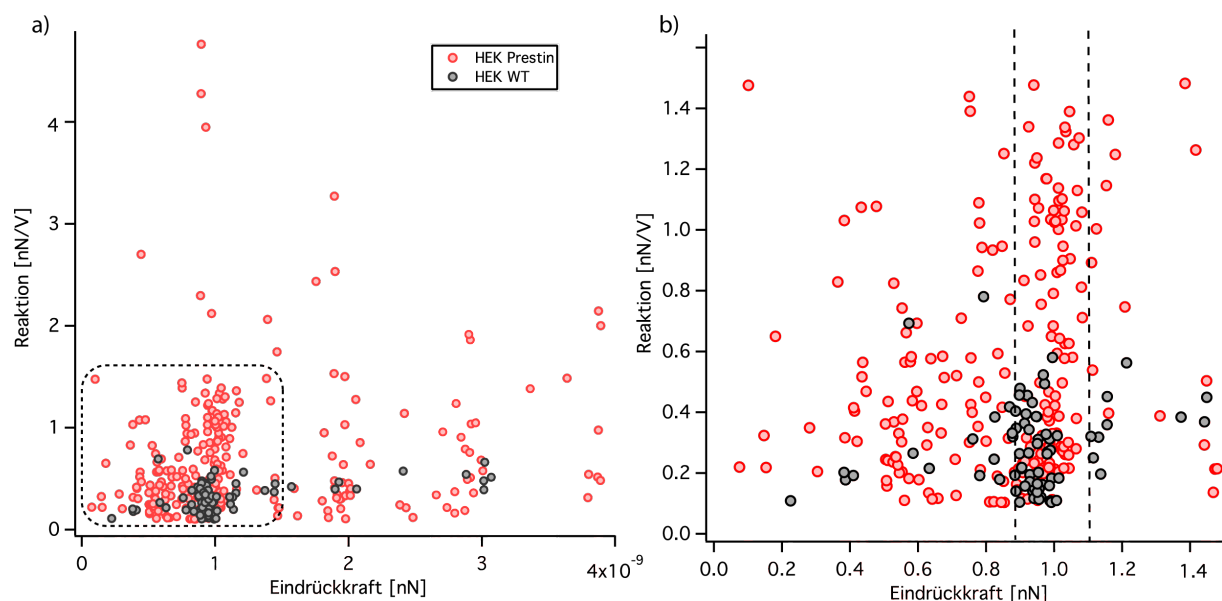 a)
HEK Prestin
HEK WT
Reaktion [nN/V]
4
3
2
1
0
0
1
2
3
4x10-9
Eindrückkraft [nN]
b)
Reaktion [nN/V]
1.4
1.2
1.0
0.8
0.6
0.4
0.2
0.0
0.0
0.2
0.4
0.6
0.8
1.0
1.2
1.4
Eindrückkraft [nN]